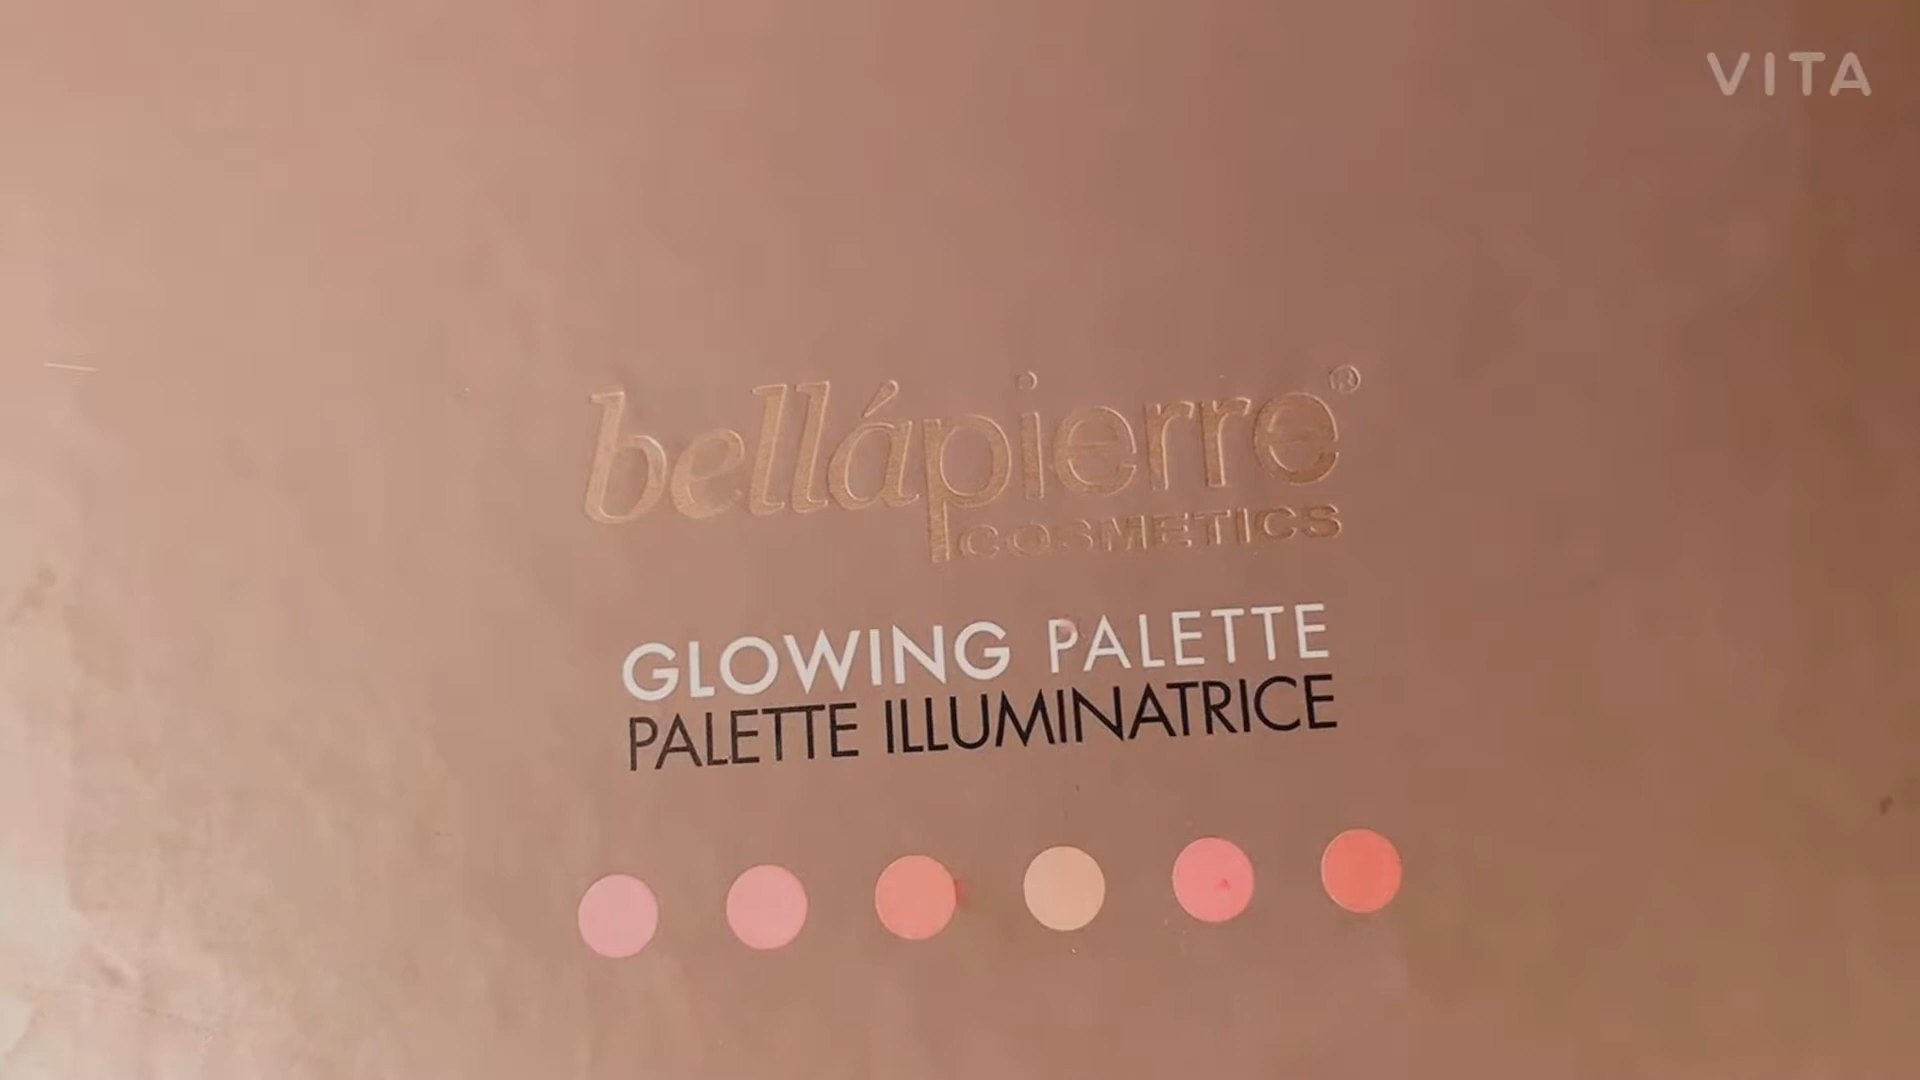 VITA
bellápierre®
COSMETICS
GLOWING PALETTE
PALETTE ILLUMINATRICE